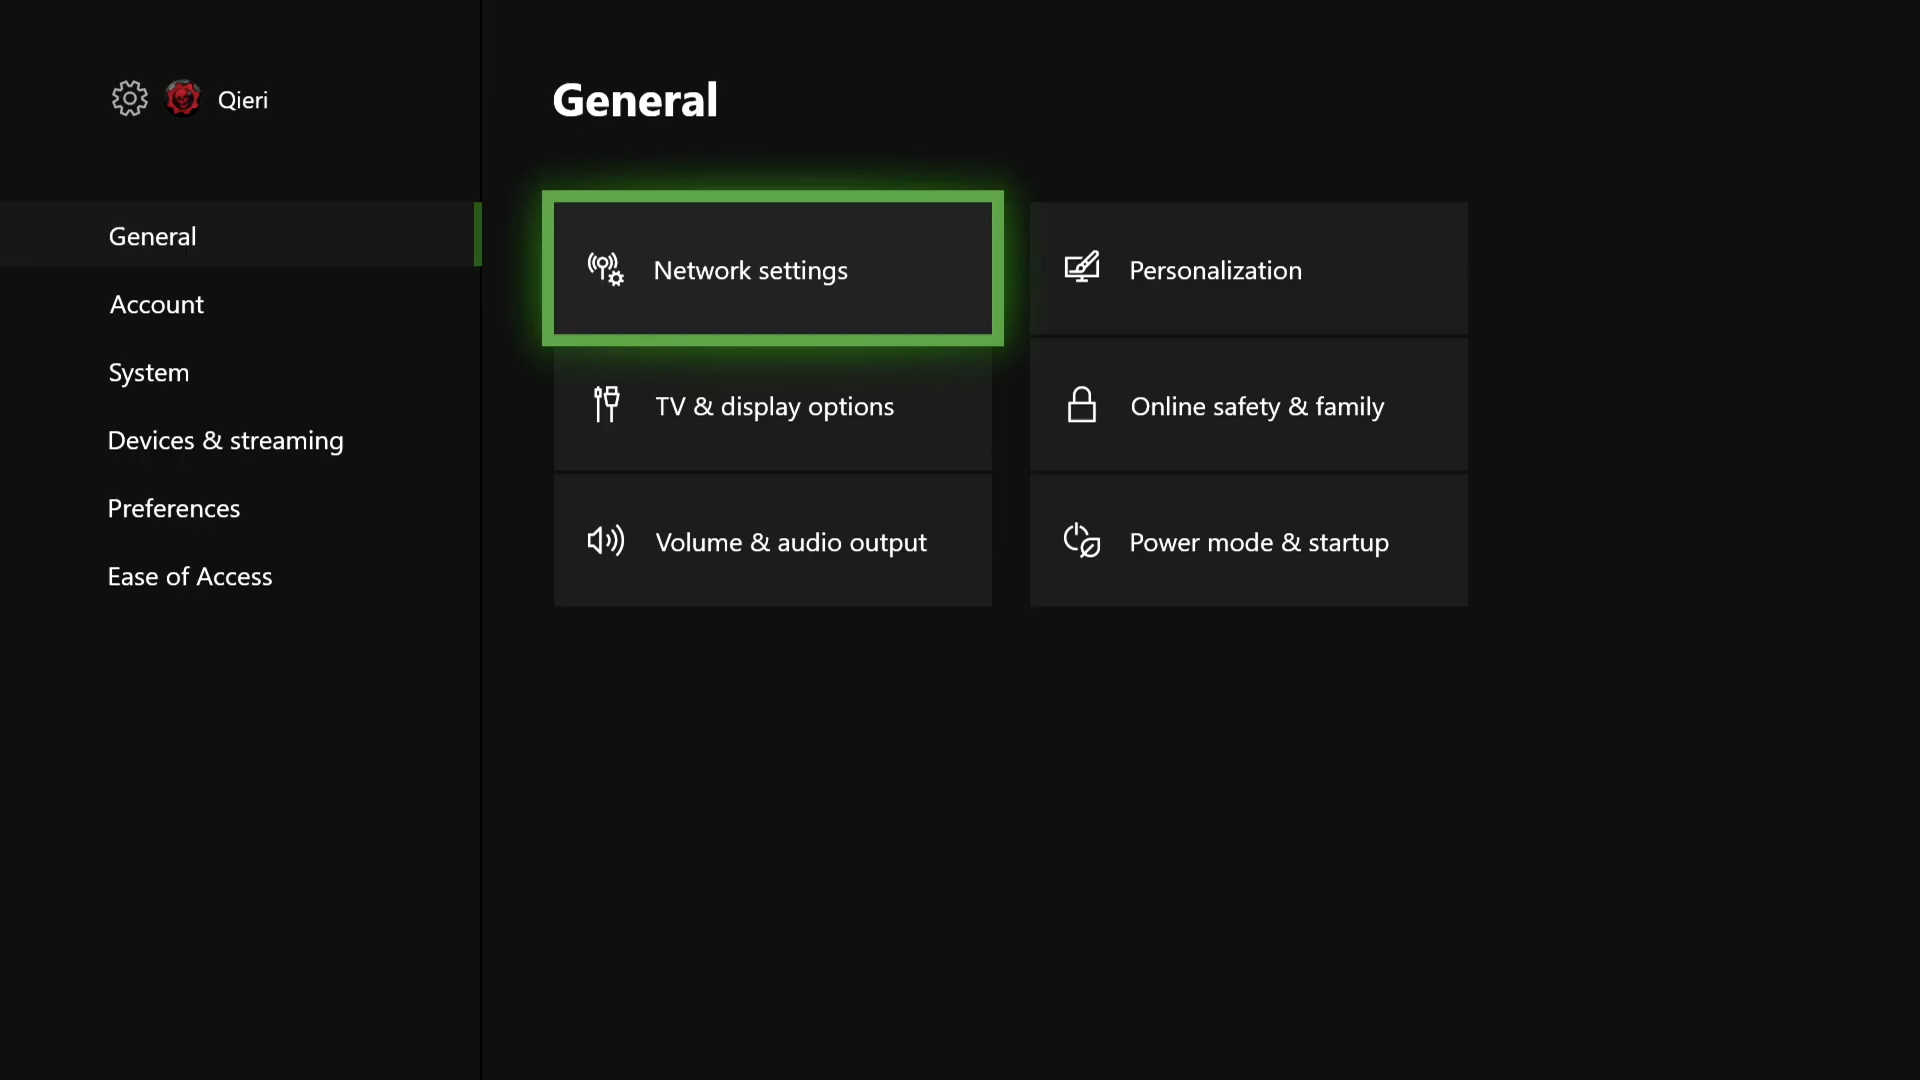 Qieri
General
Account
System
Devices & streaming
Preferences
Ease of Access
General
Network settings
Personalization
TV & display options
Online safety & family
Volume & audio output
Power mode & startup